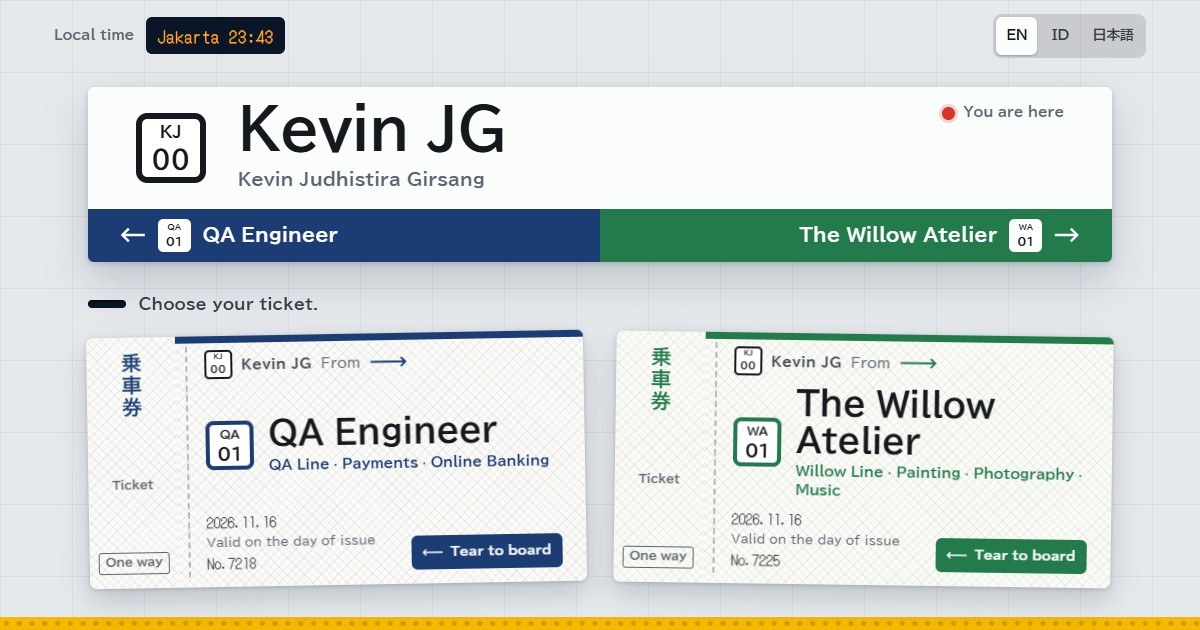 Local time
Jakarta 23:43
EN
ID
日本語
KJ
00
Kevin JG
Kevin Judhistira Girsang
You are here
←
QA
01
QA Engineer
The Willow Atelier
WA
01
→
Choose your ticket.
乗車券
Ticket
One way
KJ
00
Kevin JG From →
QA
01
QA Engineer
QA Line · Payments · Online Banking
2026.11.16
Valid on the day of issue
No.7218
← Tear to board
乗車券
Ticket
One way
KJ
00
Kevin JG From →
WA
01
The Willow
Atelier
Willow Line · Painting · Photography ·
Music
2026.11.16
Valid on the day of issue
No.7225
← Tear to board